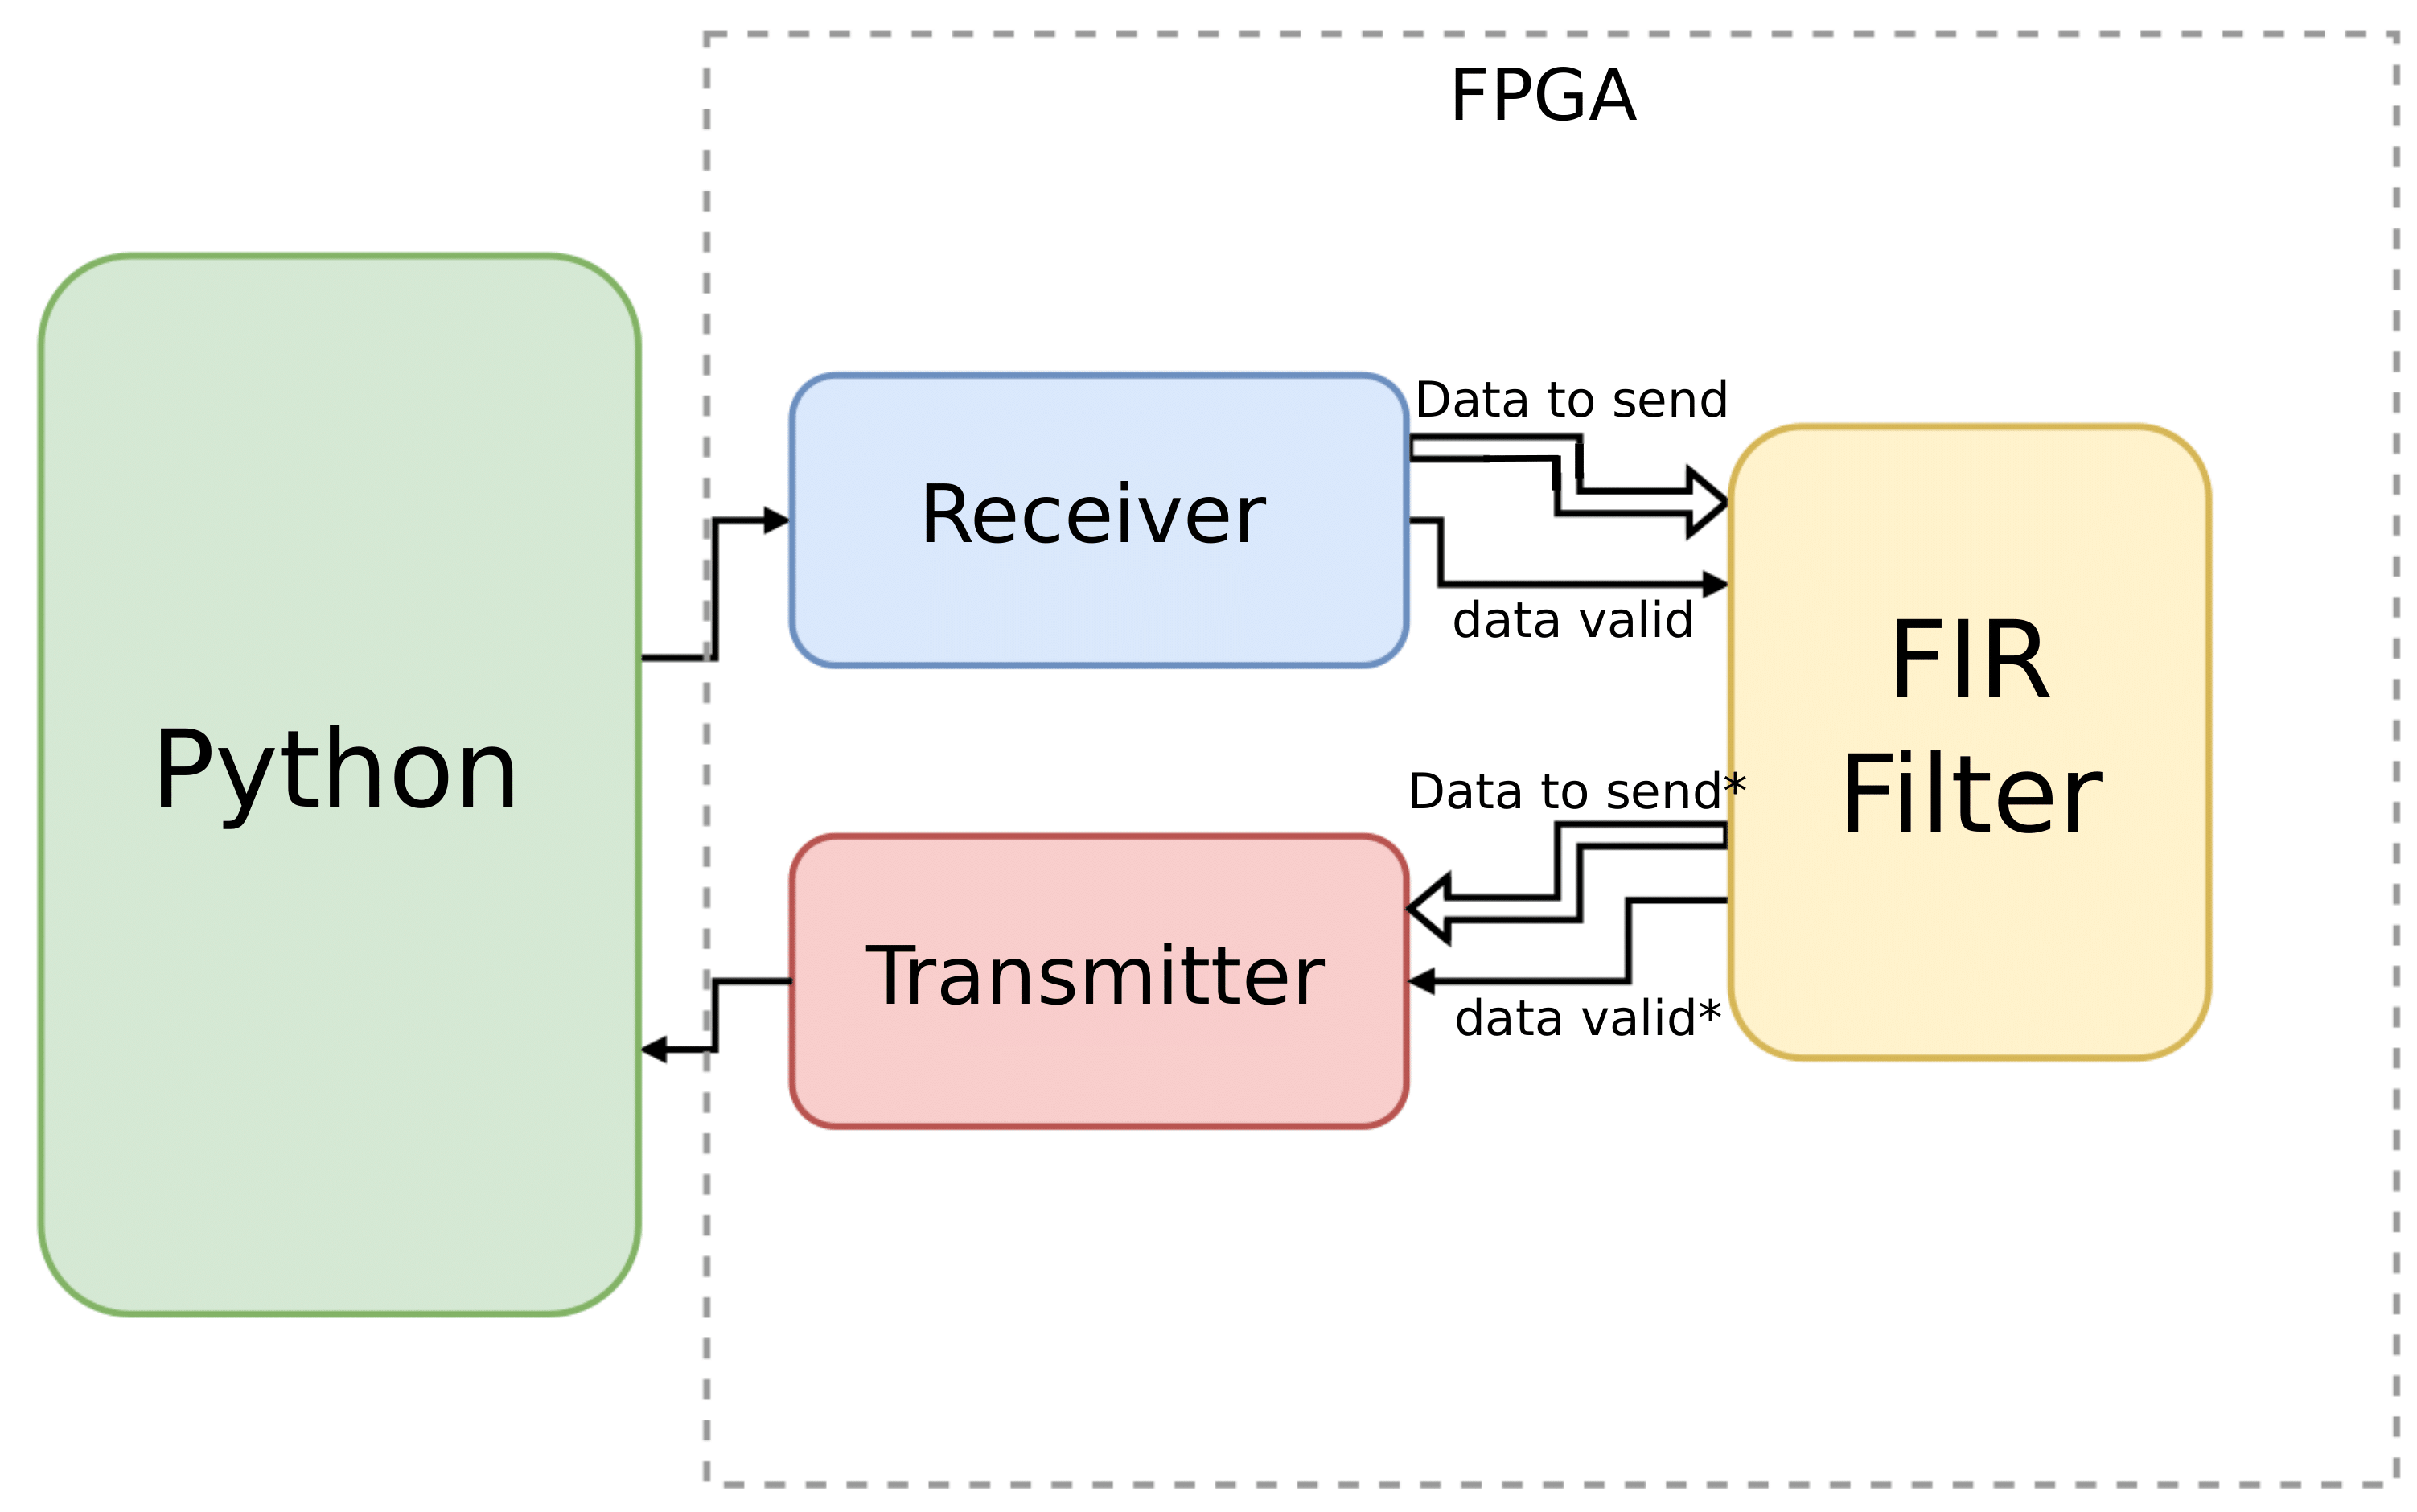 FPGA
Python
Receiver
Data to send
data valid
FIR
Filter
Data to send*
Transmitter
data valid*